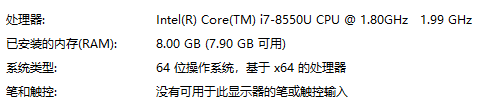 处理器: Intel(R) Core(TM) i7-8550U CPU @ 1.80GHz 1.99 GHz
已安装的内存(RAM): 8.00 GB (7.90 GB 可用)
系统类型: 64 位操作系统，基于 x64 的处理器
笔和触控: 没有可用于此显示器的笔或触控输入